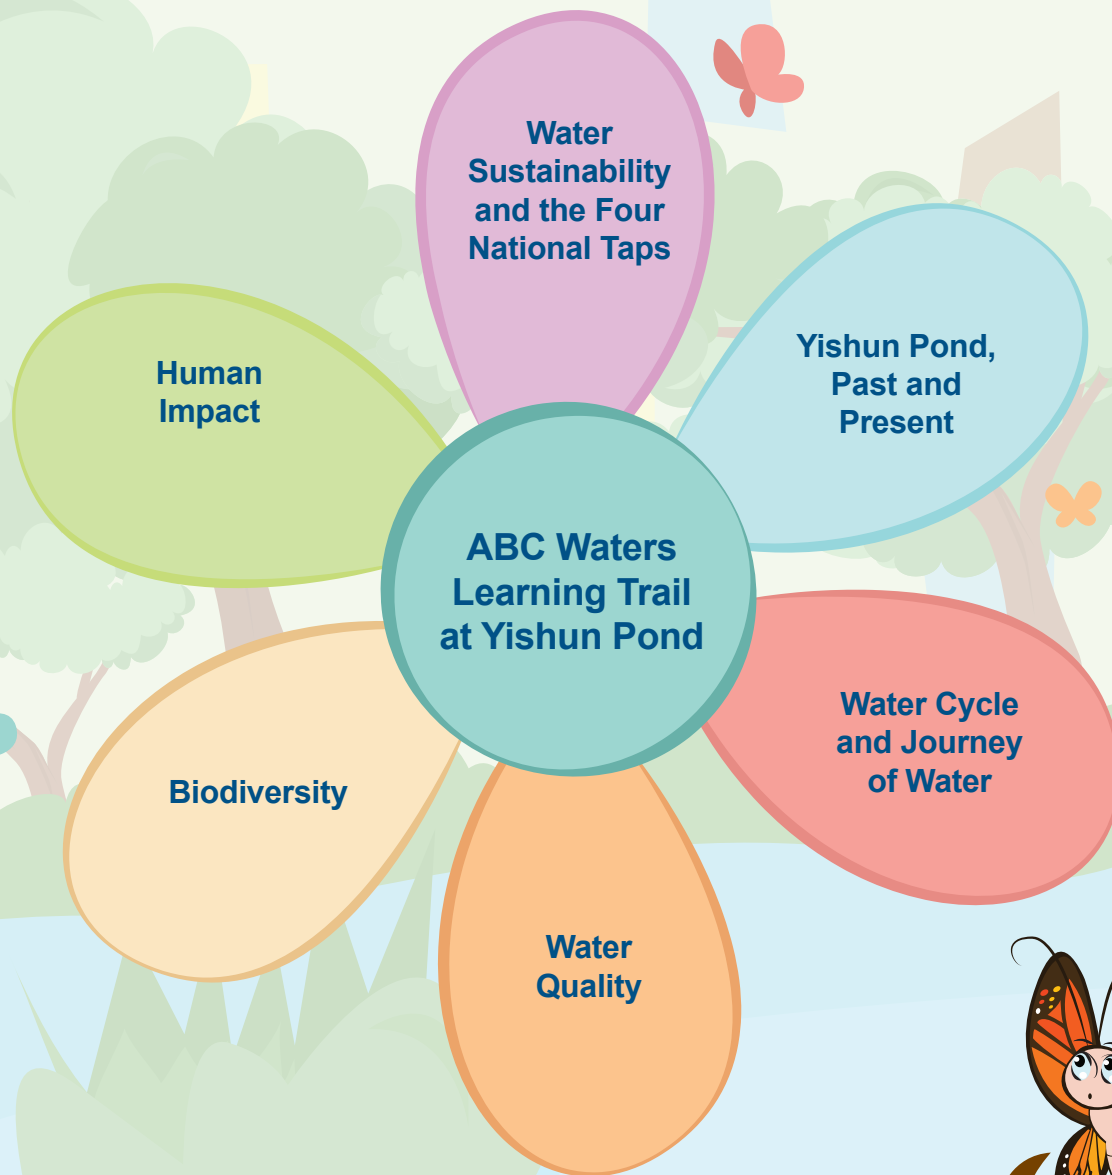 Water
Sustainability
and the Four
National Taps
Yishun Pond,
Past and
Present
Human
Impact
ABC Waters
Learning Trail
at Yishun Pond
Water Cycle
and Journey
of Water
Biodiversity
Water
Quality